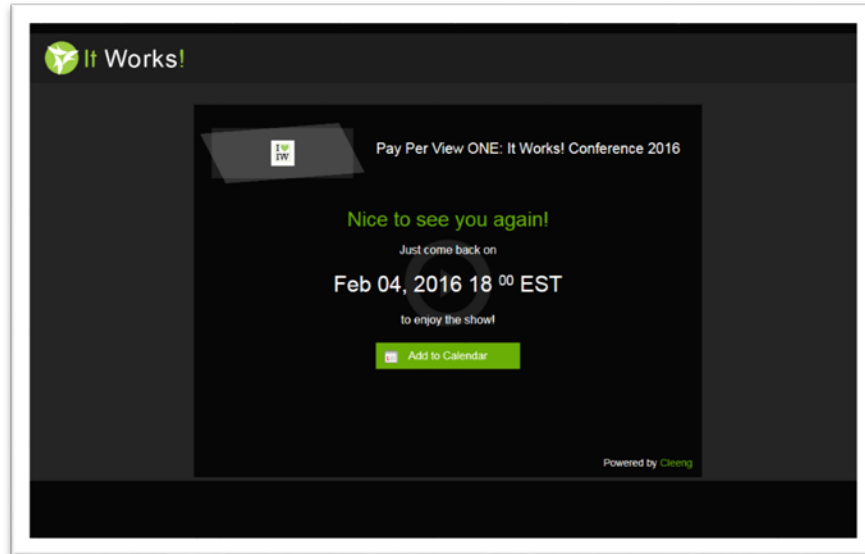 It Works!
I
IW
Pay Per View ONE: It Works! Conference 2016
Nice to see you again!
Just come back on
Feb 04, 2016 18 00 EST
to enjoy the show!
Add to Calendar
Powered by Cleeng